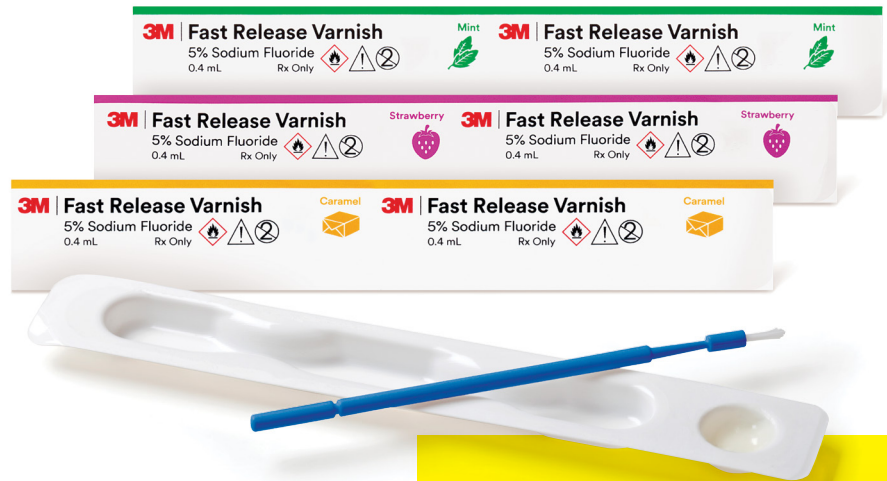 3M Fast Release Varnish Mint 3M Fast Release Varnish Mint
5% Sodium Fluoride 5% Sodium Fluoride
0.4 mL Rx Only 0.4 mL Rx Only
3M Fast Release Varnish Strawberry 3M Fast Release Varnish Strawberry
5% Sodium Fluoride 5% Sodium Fluoride
0.4 mL Rx Only 0.4 mL Rx Only
3M Fast Release Varnish Caramel 3M Fast Release Varnish Caramel
5% Sodium Fluoride 5% Sodium Fluoride
0.4 mL Rx Only 0.4 mL Rx Only